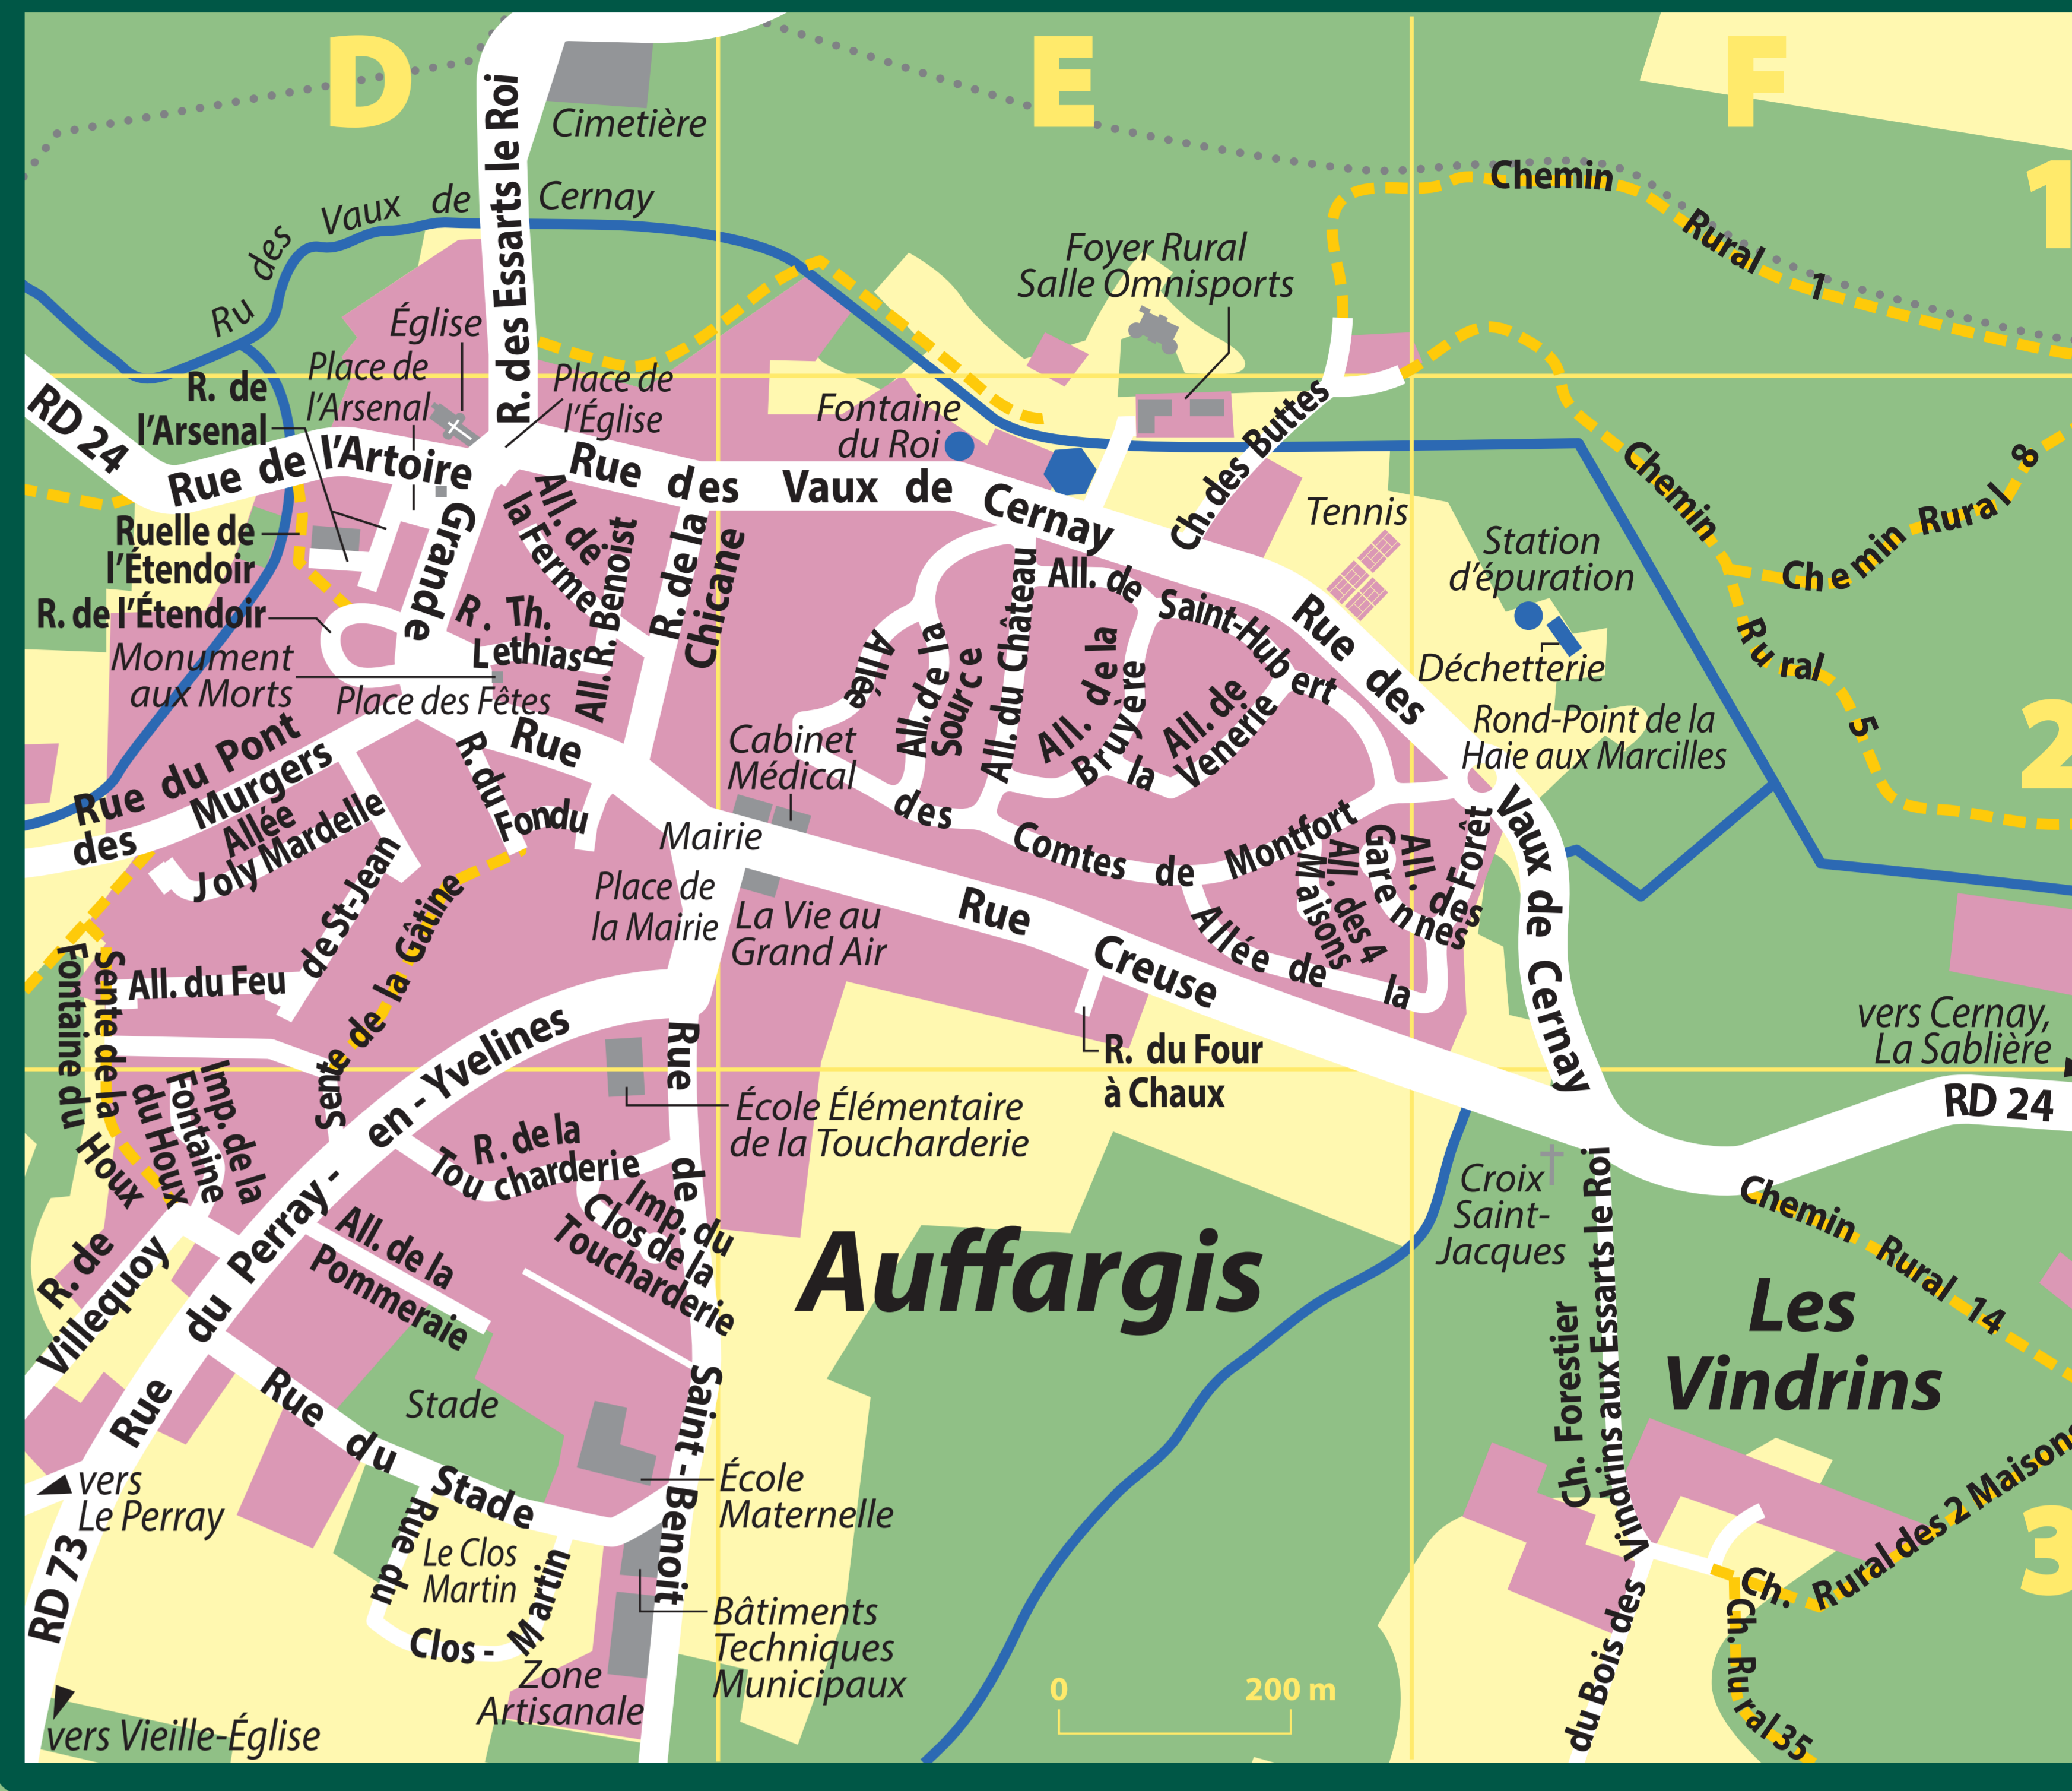 D
E
F
1
2
3
Cimetière
R. des Essarts le Roi
Ru des Vaux de Cernay
Chemin Rural 1
Foyer Rural
Salle Omnisports
Église
Place de
l'Arsenal
Place de
l'Église
R. de
l'Arsenal
RD 24
Rue de l'Artoire
Fontaine
du Roi
Rue des Vaux de Cernay
Ch. des Buttes
Tennis
Chemin Rural 8
Chemin Rural 5
Ruelle de
l'Étendoir
R. de l'Étendoir
Grande Rue
All. de
la Ferme
All. R. Benoist
R. de la
Chicane
R. Th.
Lethias
Monument
aux Morts
Place des Fêtes
All. de Saint-Hubert
Station
d'épuration
Déchetterie
Rond-Point de la
Haie aux Marcilles
Rue des Vaux de Cernay
Allée des Comtes de Montfort
All. de la
Source
All. du Château
All. de la
Bruyère
All. de
la Venerie
Cabinet
Médical
Rue du Pont
des Murgers
Allée
Joly Mardelle
R. du
Fondu
de St-Jean
Mairie
Place de
la Mairie
La Vie au
Grand Air
Rue Creuse
All. des 4
Maisons
All. des
Garennes
Allée de la Forêt
Sente de la Gâtine
All. du Feu
Sente de la
Fontaine du Houx
Imp. de la
Fontaine
du Houx
R. du Four
à Chaux
vers Cernay,
La Sablière
RD 24
École Élémentaire
de la Toucharderie
R. de la
Toucharderie
Imp. du
Clos de la
Toucharderie
Rue de Saint-Benoit
Rue du Perray-en-Yvelines
R. de
Villequoy
All. de la
Pommeraie
Auffargis
Croix
Saint-
Jacques
Ch. Forestier
Vindrins aux Essarts le Roi
Les
Vindrins
Chemin Rural 14
Stade
Rue du Stade
École
Maternelle
vers
Le Perray
RD 73
Rue du Clos-Martin
Le Clos
Martin
Bâtiments
Techniques
Municipaux
Zone
Artisanale
vers Vieille-Église
0 200 m
du Bois des
Ch. Rural des 2 Maisons
Ch. Rural 35